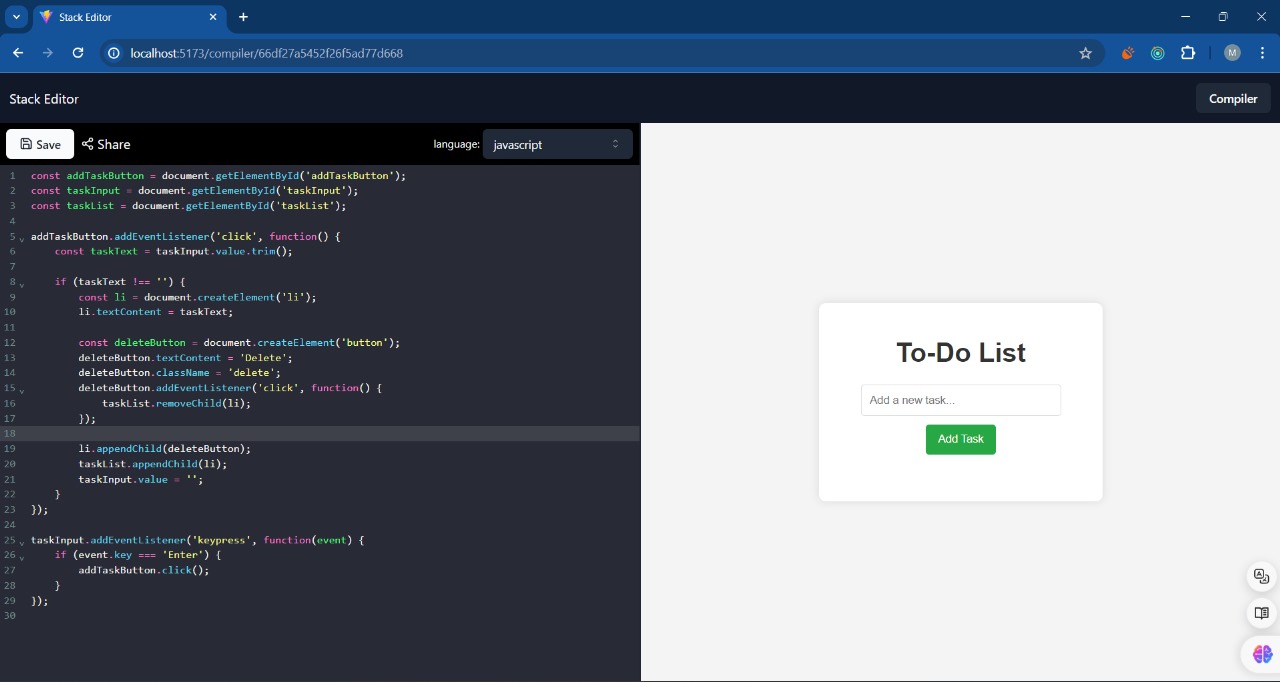 Stack Editor
localhost:5173/compiler/66df27a5452f26f5ad77d668
M
Stack Editor
Compiler
Save
Share
language:
javascript
1 const addTaskButton = document.getElementById('addTaskButton');
2 const taskInput = document.getElementById('taskInput');
3 const taskList = document.getElementById('taskList');
4
5 addTaskButton.addEventListener('click', function() {
6 const taskText = taskInput.value.trim();
7
8 if (taskText !== '') {
9 const li = document.createElement('li');
10 li.textContent = taskText;
11
12 const deleteButton = document.createElement('button');
13 deleteButton.textContent = 'Delete';
14 deleteButton.className = 'delete';
15 deleteButton.addEventListener('click', function() {
16 taskList.removeChild(li);
17 });
18
19 li.appendChild(deleteButton);
20 taskList.appendChild(li);
21 taskInput.value = '';
22 }
23 });
24
25 taskInput.addEventListener('keypress', function(event) {
26 if (event.key === 'Enter') {
27 addTaskButton.click();
28 }
29 });
30
To-Do List
Add a new task...
Add Task